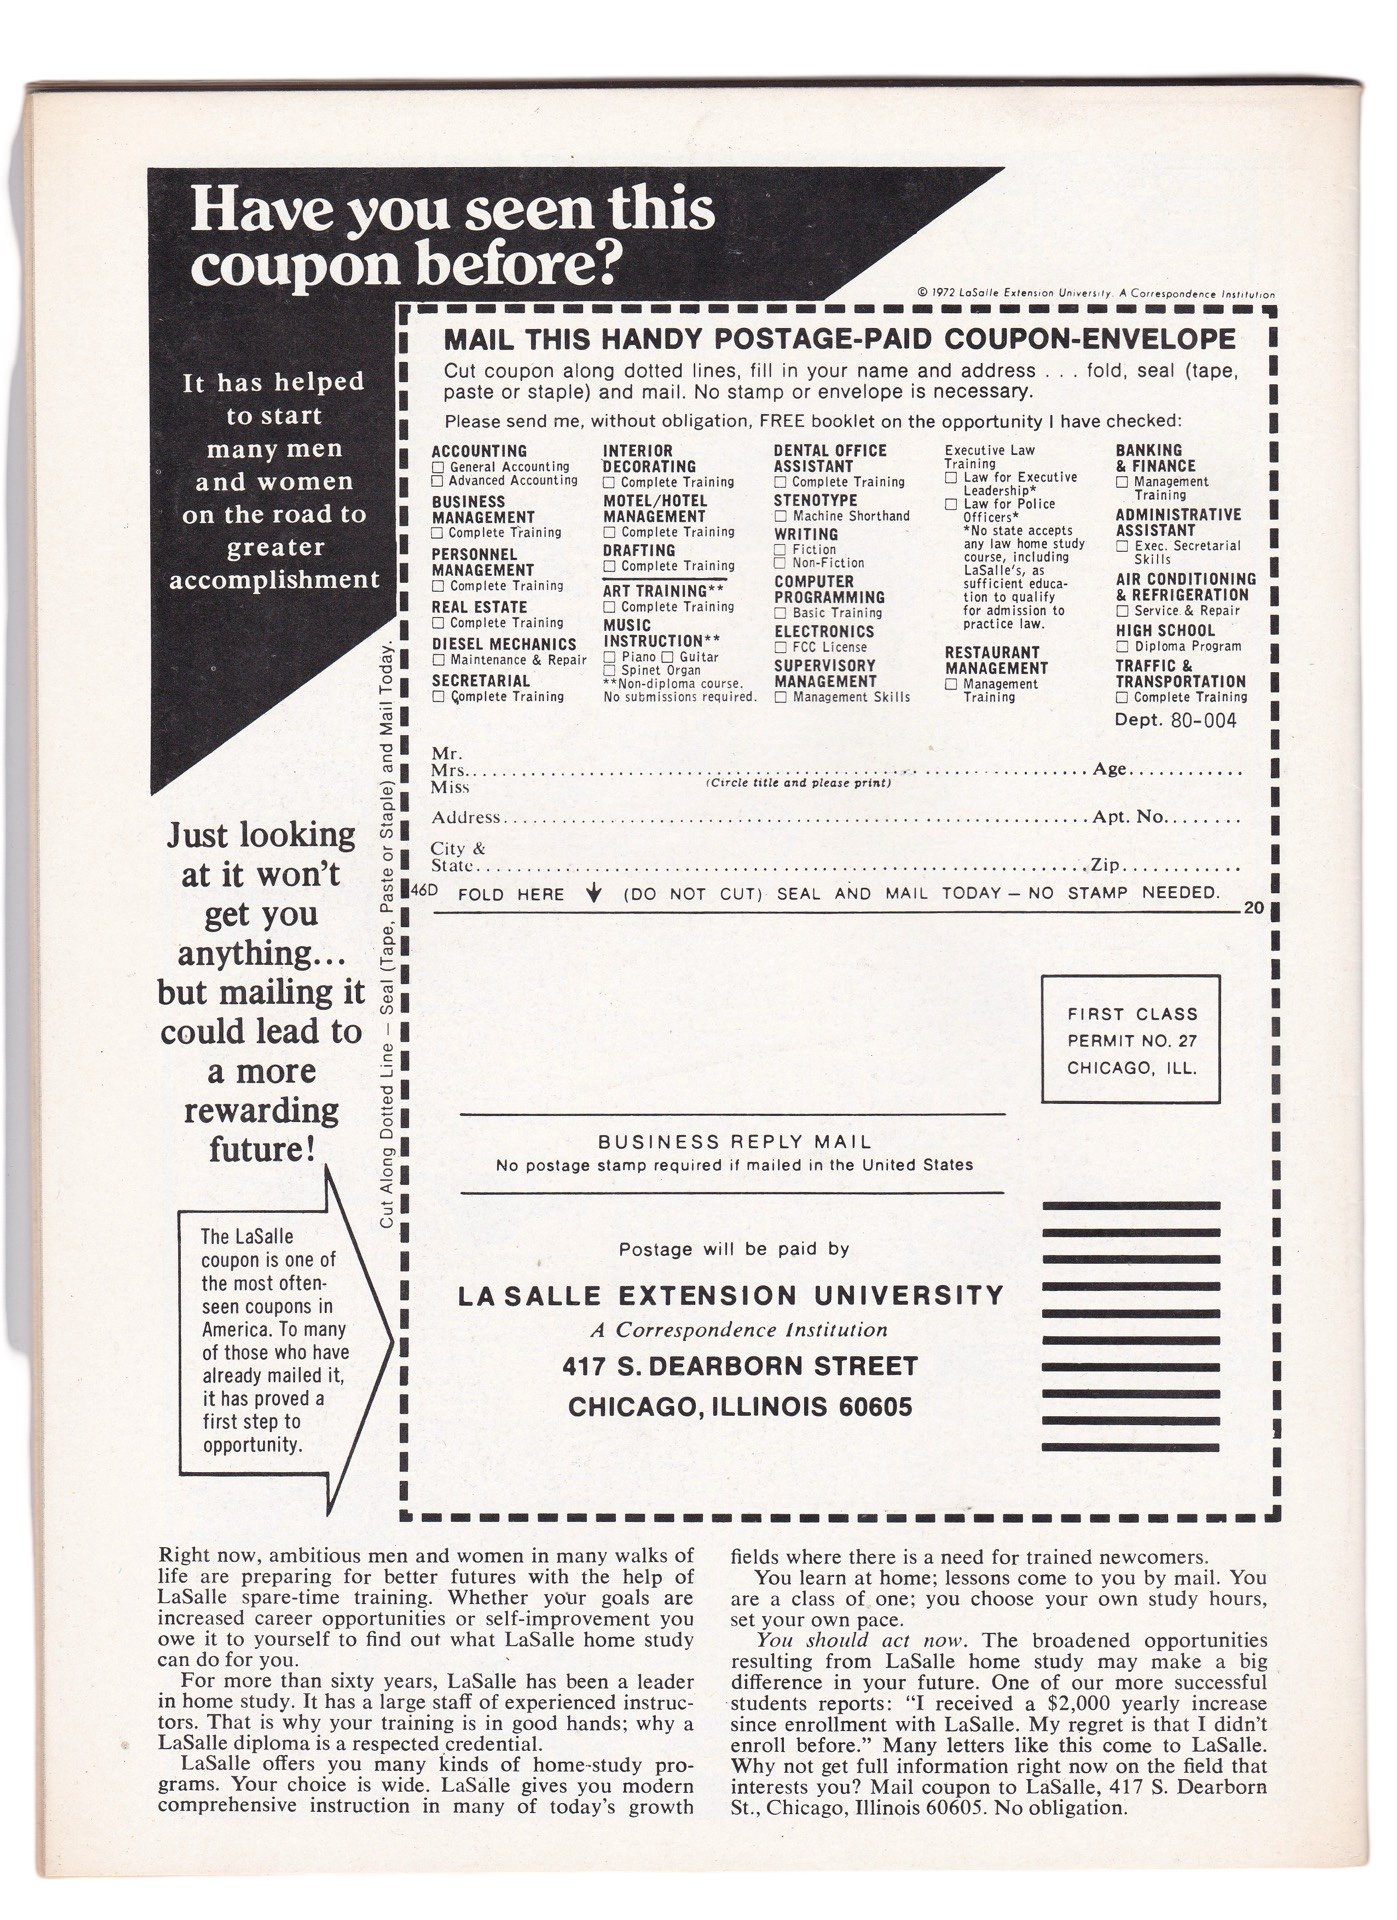 Have you seen this
coupon before?
It has helped
to start
many men
and women
on the road to
greater
accomplishment
Just looking
at it won't
get you
anything...
but mailing it
could lead to
a more
rewarding
future!
The LaSalle
coupon is one of
the most often-
seen coupons in
America. To many
of those who have
already mailed it,
it has proved a
first step to
opportunity.
Cut Along Dotted Line — Seal (Tape, Paste or Staple) and Mail Today.
© 1972 LaSalle Extension University. A Correspondence Institution
MAIL THIS HANDY POSTAGE-PAID COUPON-ENVELOPE
Cut coupon along dotted lines, fill in your name and address . . . fold, seal (tape,
paste or staple) and mail. No stamp or envelope is necessary.
Please send me, without obligation, FREE booklet on the opportunity I have checked:
ACCOUNTING
☐ General Accounting
☐ Advanced Accounting
BUSINESS
MANAGEMENT
☐ Complete Training
PERSONNEL
MANAGEMENT
☐ Complete Training
REAL ESTATE
☐ Complete Training
DIESEL MECHANICS
☐ Maintenance & Repair
SECRETARIAL
☐ Complete Training
INTERIOR
DECORATING
☐ Complete Training
MOTEL/HOTEL
MANAGEMENT
☐ Complete Training
DRAFTING
☐ Complete Training
ART TRAINING**
☐ Complete Training
MUSIC
INSTRUCTION**
☐ Piano ☐ Guitar
☐ Spinet Organ
**Non-diploma course.
No submissions required.
DENTAL OFFICE
ASSISTANT
☐ Complete Training
STENOTYPE
☐ Machine Shorthand
WRITING
☐ Fiction
☐ Non-Fiction
COMPUTER
PROGRAMMING
☐ Basic Training
ELECTRONICS
☐ FCC License
SUPERVISORY
MANAGEMENT
☐ Management Skills
Executive Law
Training
☐ Law for Executive
Leadership*
☐ Law for Police
Officers*
*No state accepts
any law home study
course, including
LaSalle's, as
sufficient educa-
tion to qualify
for admission to
practice law.
RESTAURANT
MANAGEMENT
☐ Management
Training
BANKING
& FINANCE
☐ Management
Training
ADMINISTRATIVE
ASSISTANT
☐ Exec. Secretarial
Skills
AIR CONDITIONING
& REFRIGERATION
☐ Service & Repair
HIGH SCHOOL
☐ Diploma Program
TRAFFIC &
TRANSPORTATION
☐ Complete Training
Dept. 80-004
Mr.
Mrs. Age
Miss (Circle title and please print)
Address Apt. No.
City &
State Zip
46D FOLD HERE ↓ (DO NOT CUT) SEAL AND MAIL TODAY — NO STAMP NEEDED.
20
FIRST CLASS
PERMIT NO. 27
CHICAGO, ILL.
BUSINESS REPLY MAIL
No postage stamp required if mailed in the United States
Postage will be paid by
LA SALLE EXTENSION UNIVERSITY
A Correspondence Institution
417 S. DEARBORN STREET
CHICAGO, ILLINOIS 60605
Right now, ambitious men and women in many walks of
life are preparing for better futures with the help of
LaSalle spare-time training. Whether your goals are
increased career opportunities or self-improvement you
owe it to yourself to find out what LaSalle home study
can do for you.
For more than sixty years, LaSalle has been a leader
in home study. It has a large staff of experienced instruc-
tors. That is why your training is in good hands; why a
LaSalle diploma is a respected credential.
LaSalle offers you many kinds of home-study pro-
grams. Your choice is wide. LaSalle gives you modern
comprehensive instruction in many of today's growth
fields where there is a need for trained newcomers.
You learn at home; lessons come to you by mail. You
are a class of one; you choose your own study hours,
set your own pace.
You should act now. The broadened opportunities
resulting from LaSalle home study may make a big
difference in your future. One of our more successful
students reports: "I received a $2,000 yearly increase
since enrollment with LaSalle. My regret is that I didn't
enroll before." Many letters like this come to LaSalle.
Why not get full information right now on the field that
interests you? Mail coupon to LaSalle, 417 S. Dearborn
St., Chicago, Illinois 60605. No obligation.